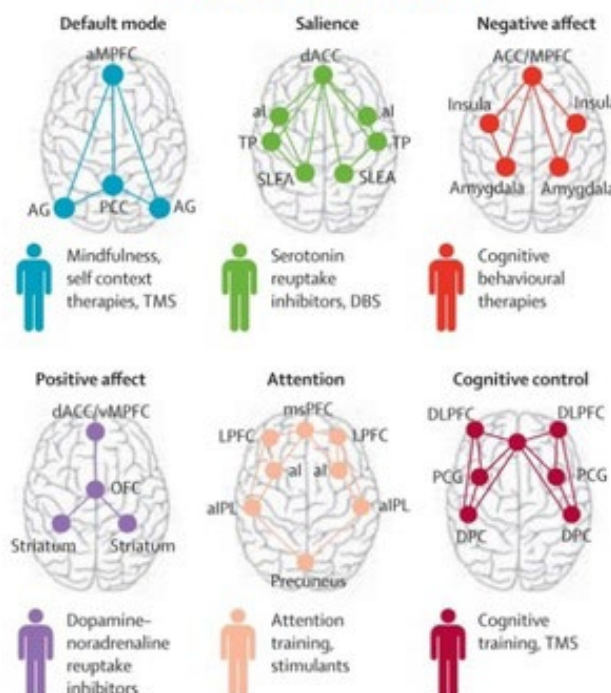 Default mode
aMPFC
AG
PCC
AG
Mindfulness,
self context
therapies, TMS
Salience
dACC
aI
aI
TP
TP
SLEA
SLEA
Serotonin
reuptake
inhibitors, DBS
Negative affect
ACC/MPFC
Insula
Insula
Amygdala
Amygdala
Cognitive
behavioural
therapies
Positive affect
dACC/vMPFC
OFC
Striatum
Striatum
Dopamine–
noradrenaline
reuptake
inhibitors
Attention
msPFC
LPFC
LPFC
aI
aI
aIPL
aIPL
Precuneus
Attention
training,
stimulants
Cognitive control
DLPFC
DLPFC
PCG
PCG
DPC
DPC
Cognitive
training, TMS